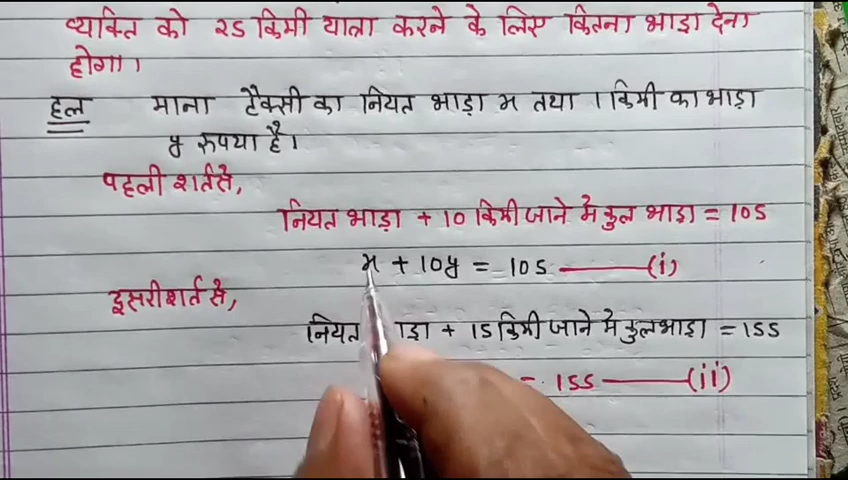 व्यक्ति को 25 किमी यात्रा करने के लिए कितना भाड़ा देना
होगा।
हल माना टैक्सी का नियत भाड़ा x तथा 1 किमी का भाड़ा
y रुपया है।
पहली शर्त से,
नियत भाड़ा + 10 किमी जाने मे कुल भाड़ा = 105
x + 10y = 105 ——(i)
दूसरी शर्त से,
नियत + 15 किमी जाने मे कुल भाड़ा = 155
= 155 ——(ii)